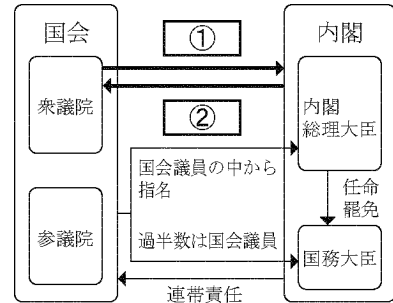 国会
①
内閣
衆議院
②
内閣
総理大臣
国会議員の中から
指名
任命
罷免
参議院
過半数は国会議員
国務大臣
連帯責任